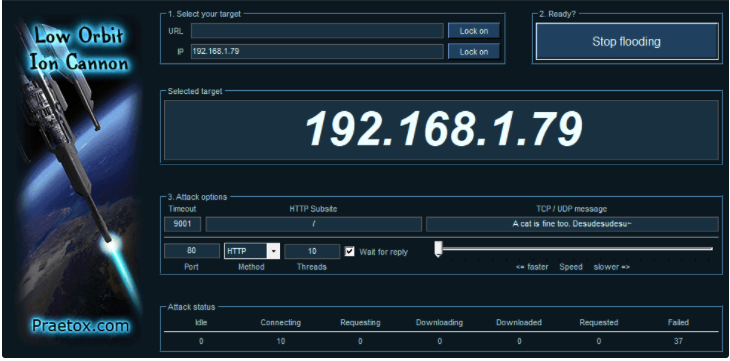 Low Orbit
Ion Cannon
Praetox.com
1. Select your target
URL Lock on
IP 192.168.1.79 Lock on
2. Ready?
Stop flooding
Selected target
192.168.1.79
3. Attack options
Timeout HTTP Subsite TCP / UDP message
9001 / A cat is fine too. Desudesudesu~
80 HTTP 10 Wait for reply
Port Method Threads <= faster Speed slower =>
Attack status
Idle Connecting Requesting Downloading Downloaded Requested Failed
0 10 0 0 0 0 37